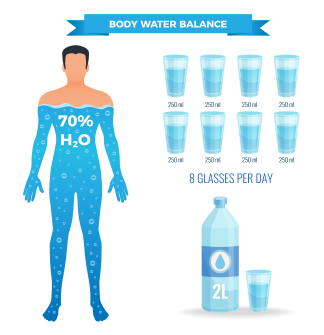 BODY WATER BALANCE
70%
H₂O
250 ml 250 ml 250 ml 250 ml
250 ml 250 ml 250 ml 250 ml
8 GLASSES PER DAY
2L